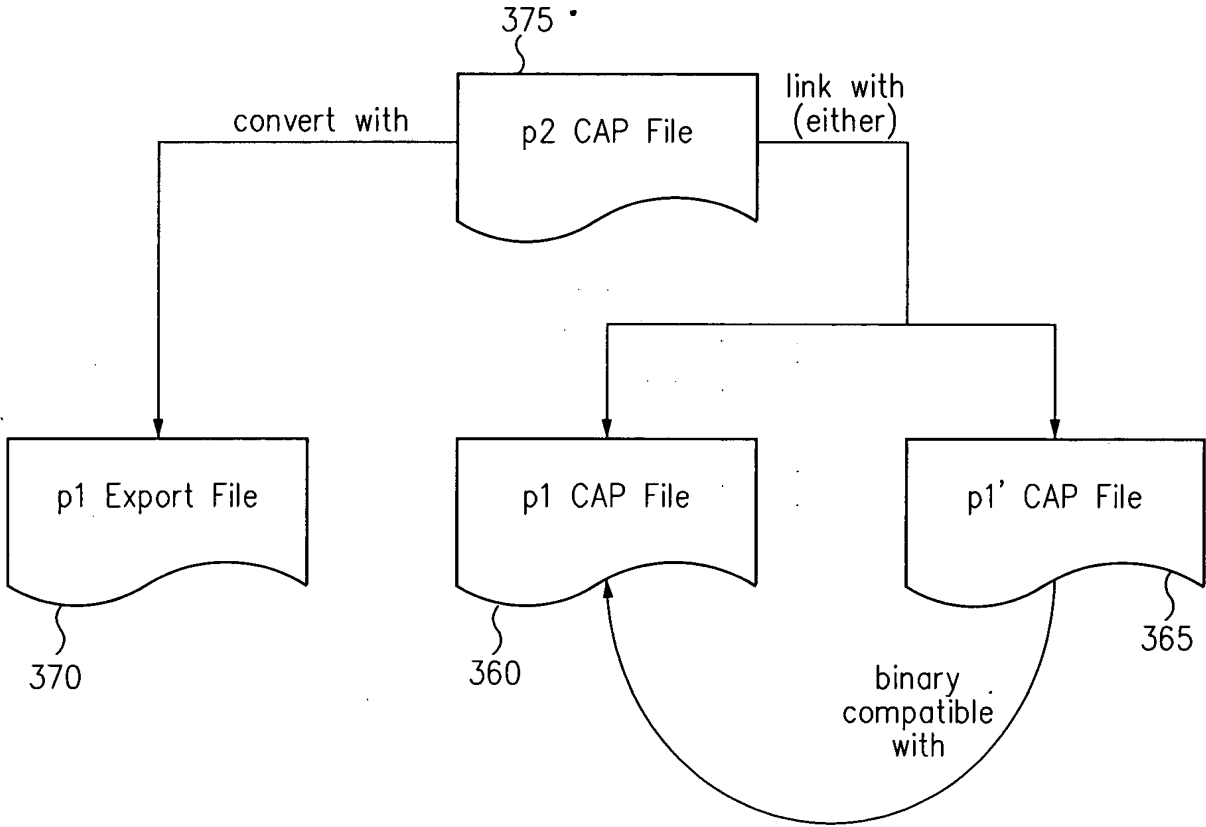 375
convert with
p2 CAP File
link with
(either)
p1 Export File
p1 CAP File
p1' CAP File
370
360
365
binary
compatible
with